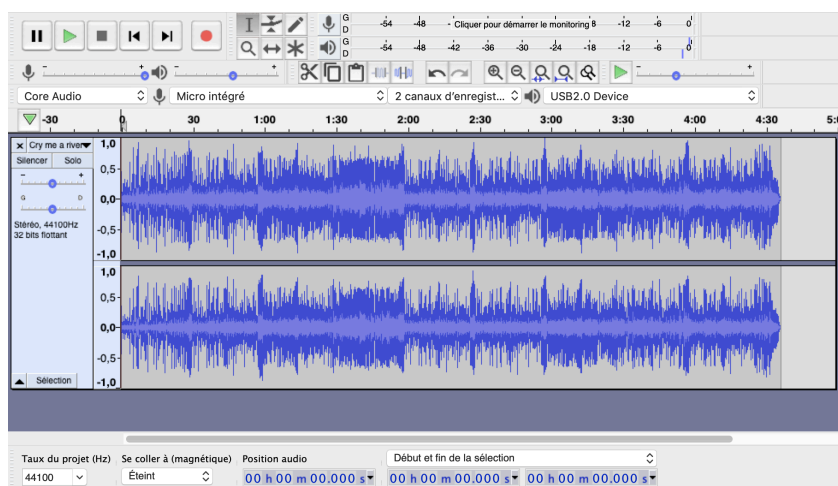 G
D
-54 -48 - Cliquer pour démarrer le monitoring 8 -12 -6 0
G
D
-54 -48 -42 -36 -30 -24 -18 -12 -6 0
- + - +
- +
Core Audio Micro intégré 2 canaux d'enregist... USB2.0 Device
-30 0 30 1:00 1:30 2:00 2:30 3:00 3:30 4:00 4:30 5:
Cry me a river
Silencer Solo
- +
G D
Stéréo, 44100Hz
32 bits flottant
Sélection
1,0
0,5-
0,0-
-0,5-
-1,0
1,0
0,5-
0,0-
-0,5-
-1,0
Taux du projet (Hz) Se coller à (magnétique) Position audio Début et fin de la sélection
44100 Éteint 00 h 00 m 00.000 s 00 h 00 m 00.000 s 00 h 00 m 00.000 s